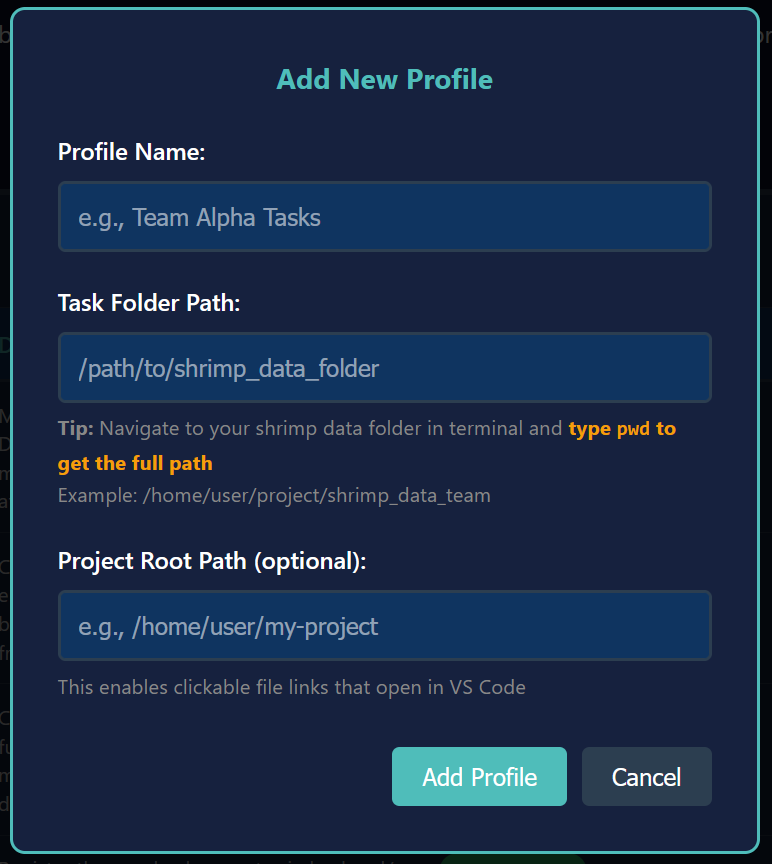 Add New Profile
Profile Name:
e.g., Team Alpha Tasks
Task Folder Path:
/path/to/shrimp_data_folder
Tip: Navigate to your shrimp data folder in terminal and type pwd to
get the full path
Example: /home/user/project/shrimp_data_team
Project Root Path (optional):
e.g., /home/user/my-project
This enables clickable file links that open in VS Code
Add Profile
Cancel